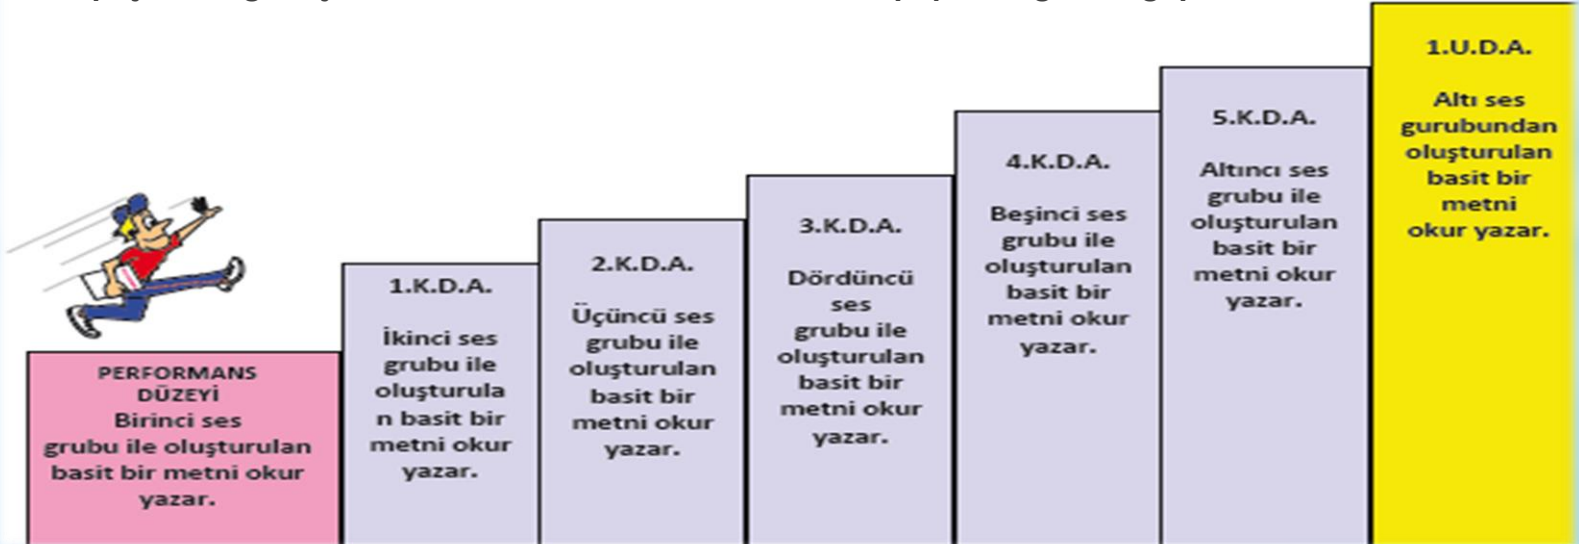 PERFORMANS
DÜZEYİ
Birinci ses
grubu ile oluşturulan
basit bir metni okur
yazar.
1.K.D.A.
İkinci ses
grubu ile
oluşturula
n basit bir
metni okur
yazar.
2.K.D.A.
Üçüncü ses
grubu ile
oluşturulan
basit bir
metni okur
yazar.
3.K.D.A.
Dördüncü
ses
grubu ile
oluşturulan
basit bir
metni okur
yazar.
4.K.D.A.
Beşinci ses
grubu ile
oluşturulan
basit bir
metni okur
yazar.
5.K.D.A.
Altıncı ses
grubu ile
oluşturulan
basit bir
metni okur
yazar.
1.U.D.A.
Altı ses
gurubundan
oluşturulan
basit bir
metni
okur yazar.